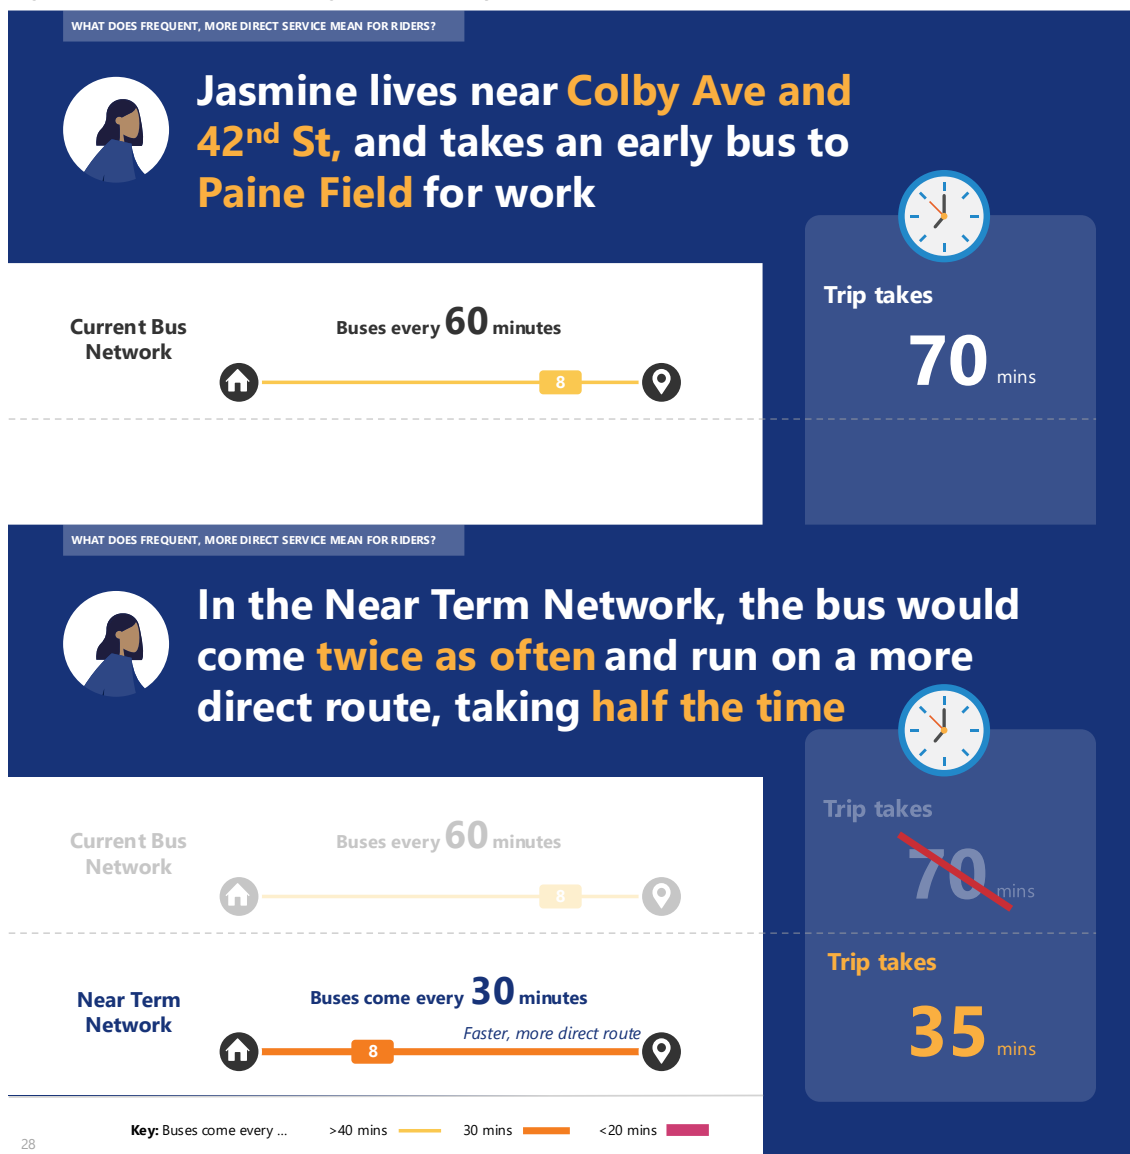 WHAT DOES FREQUENT, MORE DIRECT SERVICE MEAN FOR RIDERS?
Jasmine lives near Colby Ave and
42nd St, and takes an early bus to
Paine Field for work
Trip takes
70 mins
Current Bus
Network
Buses every 60 minutes
8
WHAT DOES FREQUENT, MORE DIRECT SERVICE MEAN FOR RIDERS?
In the Near Term Network, the bus would
come twice as often and run on a more
direct route, taking half the time
Trip takes
70 mins
Current Bus
Network
Buses every 60 minutes
8
Trip takes
35 mins
Near Term
Network
Buses come every 30 minutes
Faster, more direct route
8
Key: Buses come every ... >40 mins 30 mins <20 mins
28